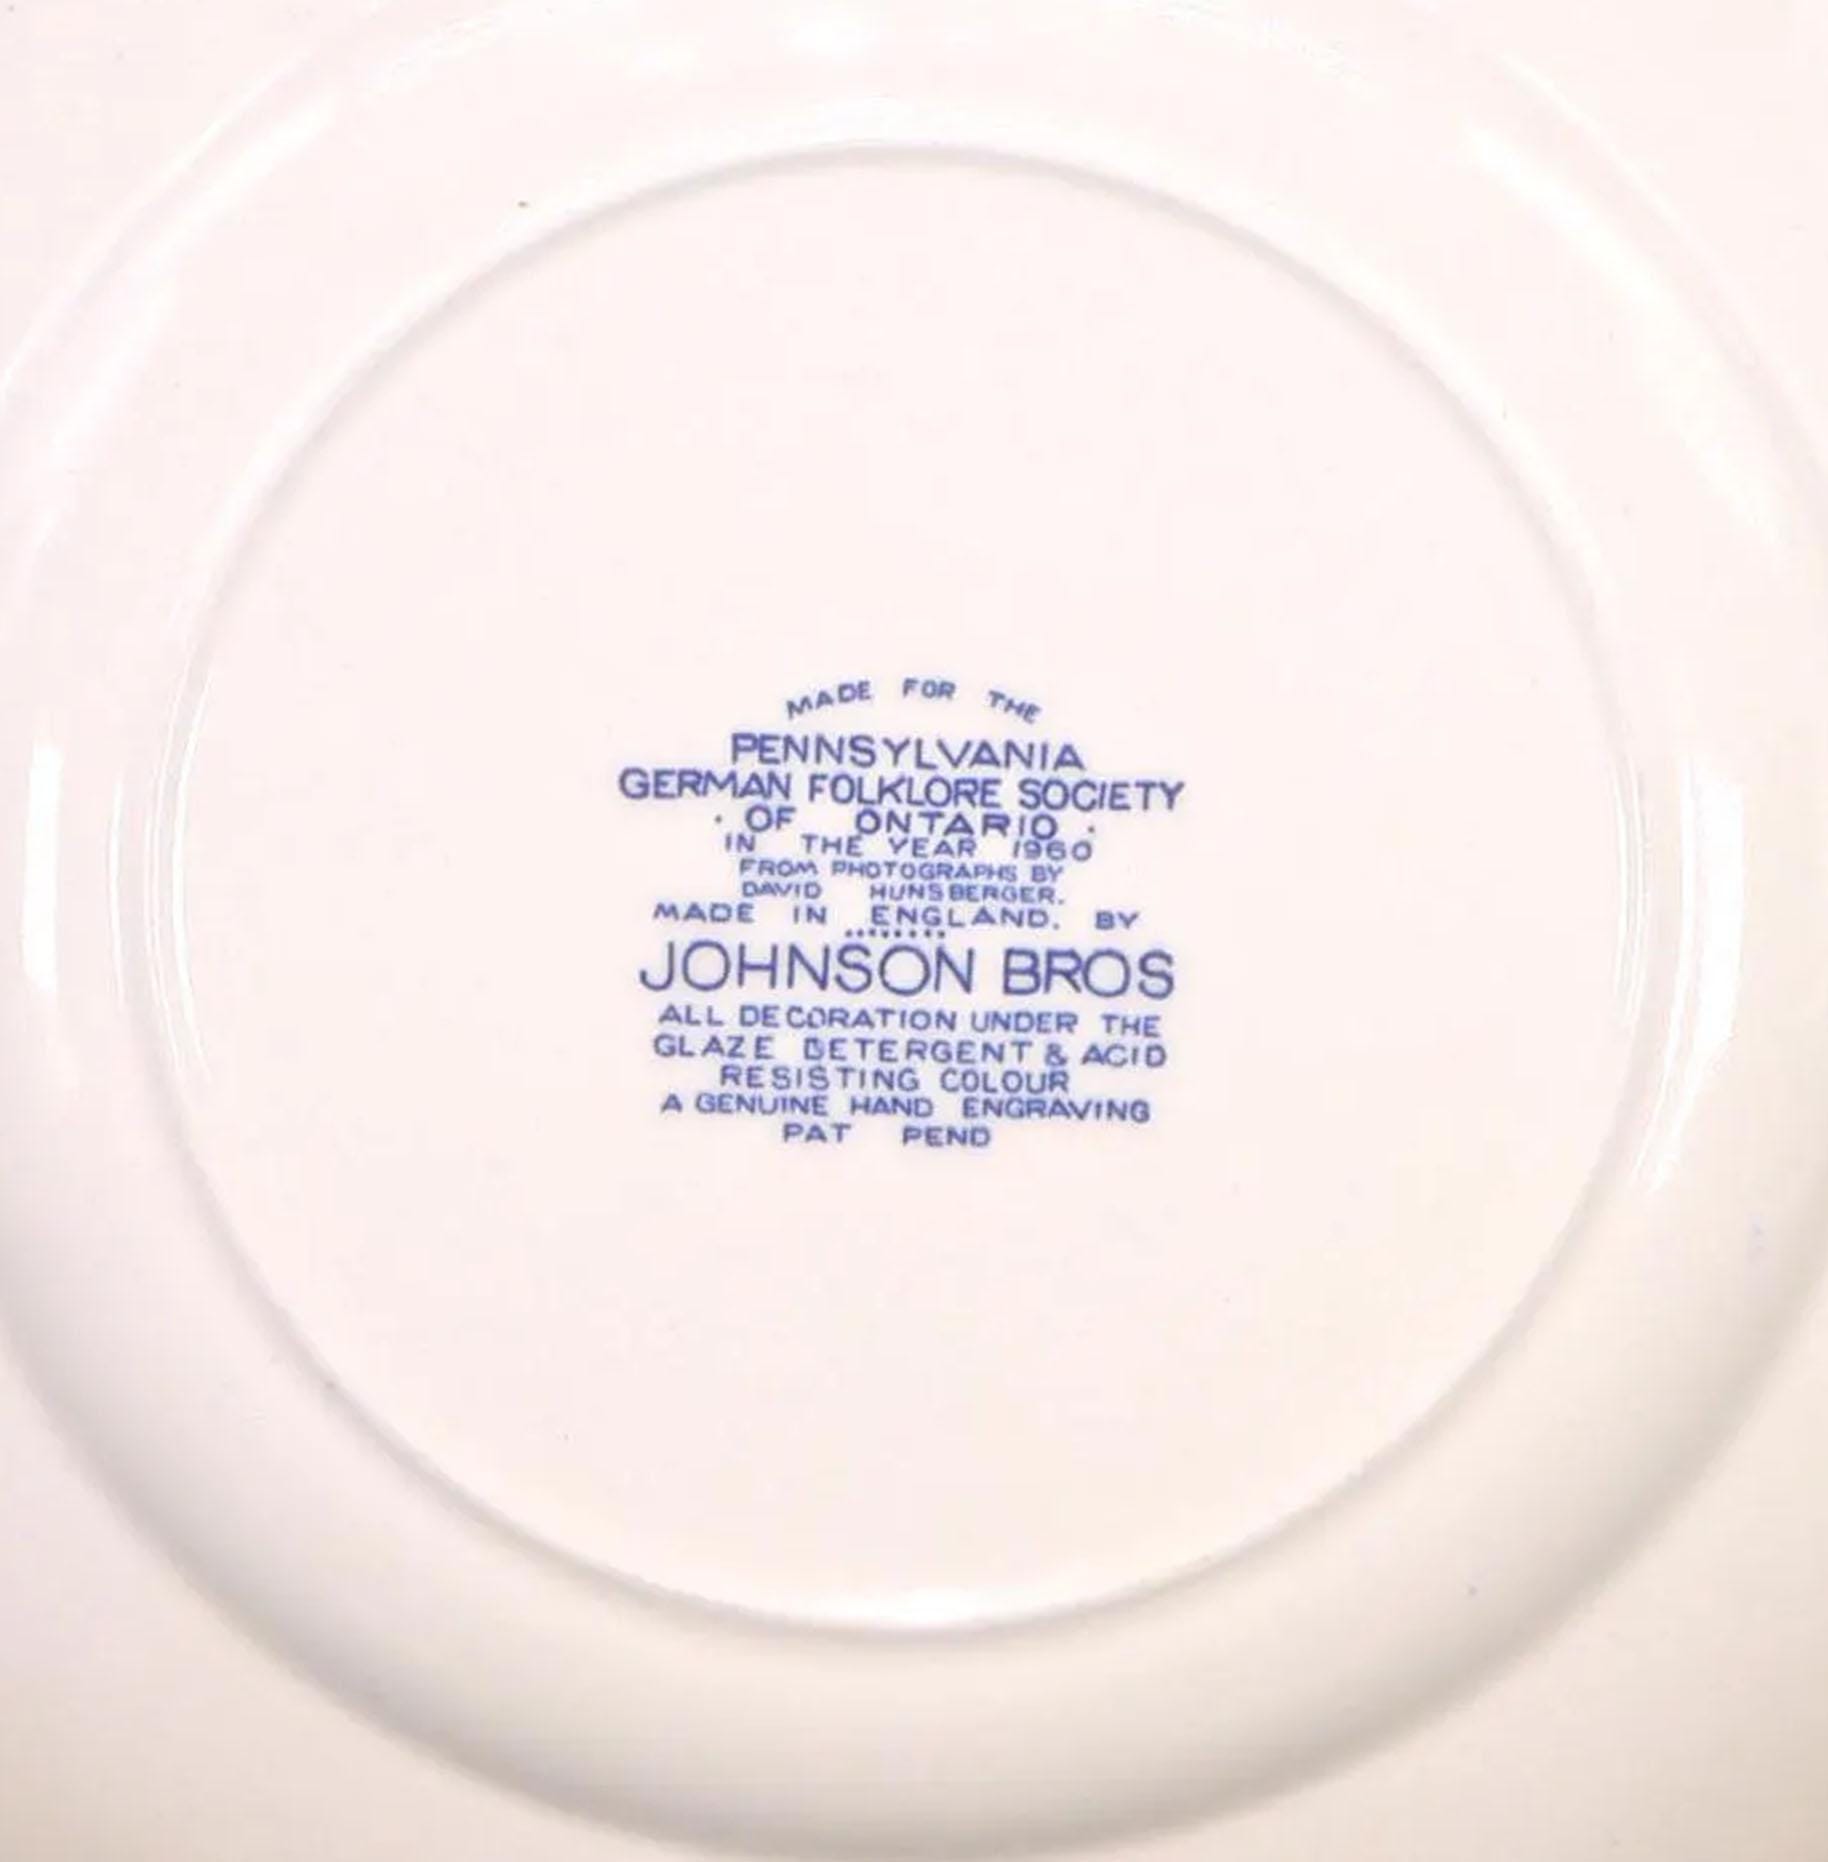 MADE FOR THE
PENNSYLVANIA
GERMAN FOLKLORE SOCIETY
· OF ONTARIO ·
IN THE YEAR 1960
FROM PHOTOGRAPHS BY
DAVID HUNSBERGER.
MADE IN ENGLAND. BY
JOHNSON BROS
ALL DECORATION UNDER THE
GLAZE DETERGENT & ACID
RESISTING COLOUR
A GENUINE HAND ENGRAVING
PAT PEND